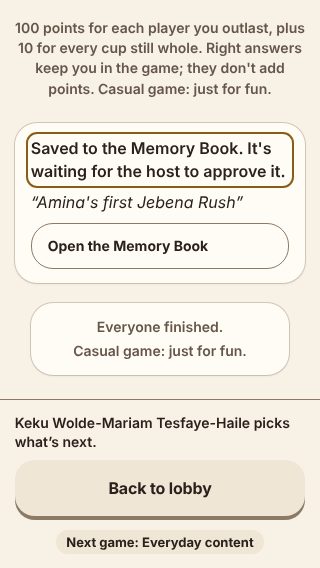 100 points for each player you outlast, plus
10 for every cup still whole. Right answers
keep you in the game; they don't add
points. Casual game: just for fun.
Saved to the Memory Book. It's
waiting for the host to approve it.
“Amina's first Jebena Rush”
Open the Memory Book
Everyone finished.
Casual game: just for fun.
Keku Wolde-Mariam Tesfaye-Haile picks
what’s next.
Back to lobby
Next game: Everyday content